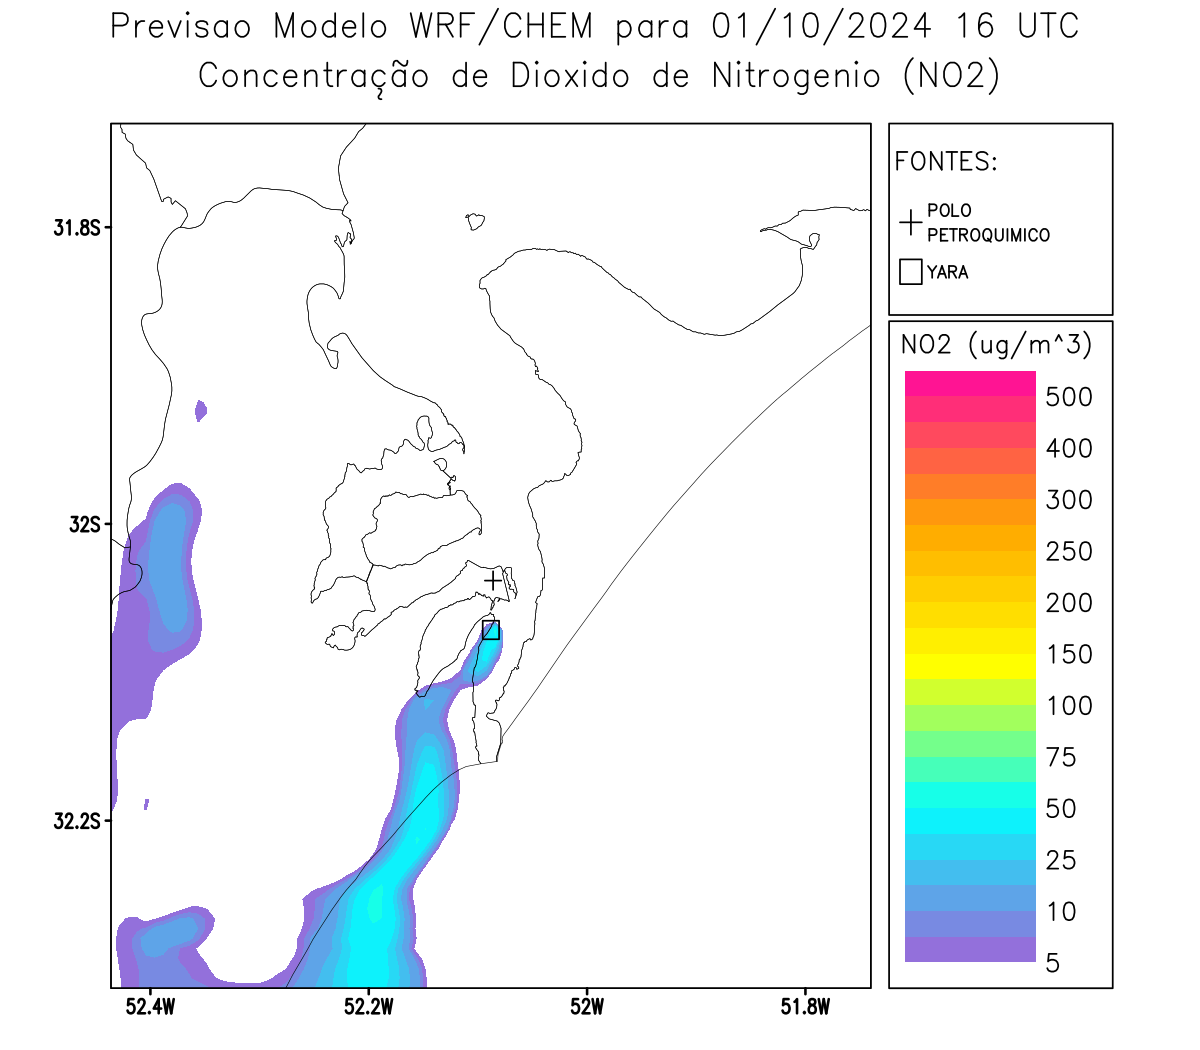 Previsao Modelo WRF/CHEM para 01/10/2024 16 UTC
Concentração de Dioxido de Nitrogenio (NO2)
FONTES:
POLO
PETROQUIMICO
YARA
NO2 (ug/m^3)
500
400
300
250
200
150
100
75
50
25
10
5
31.8S
32S
32.2S
52.4W
52.2W
52W
51.8W